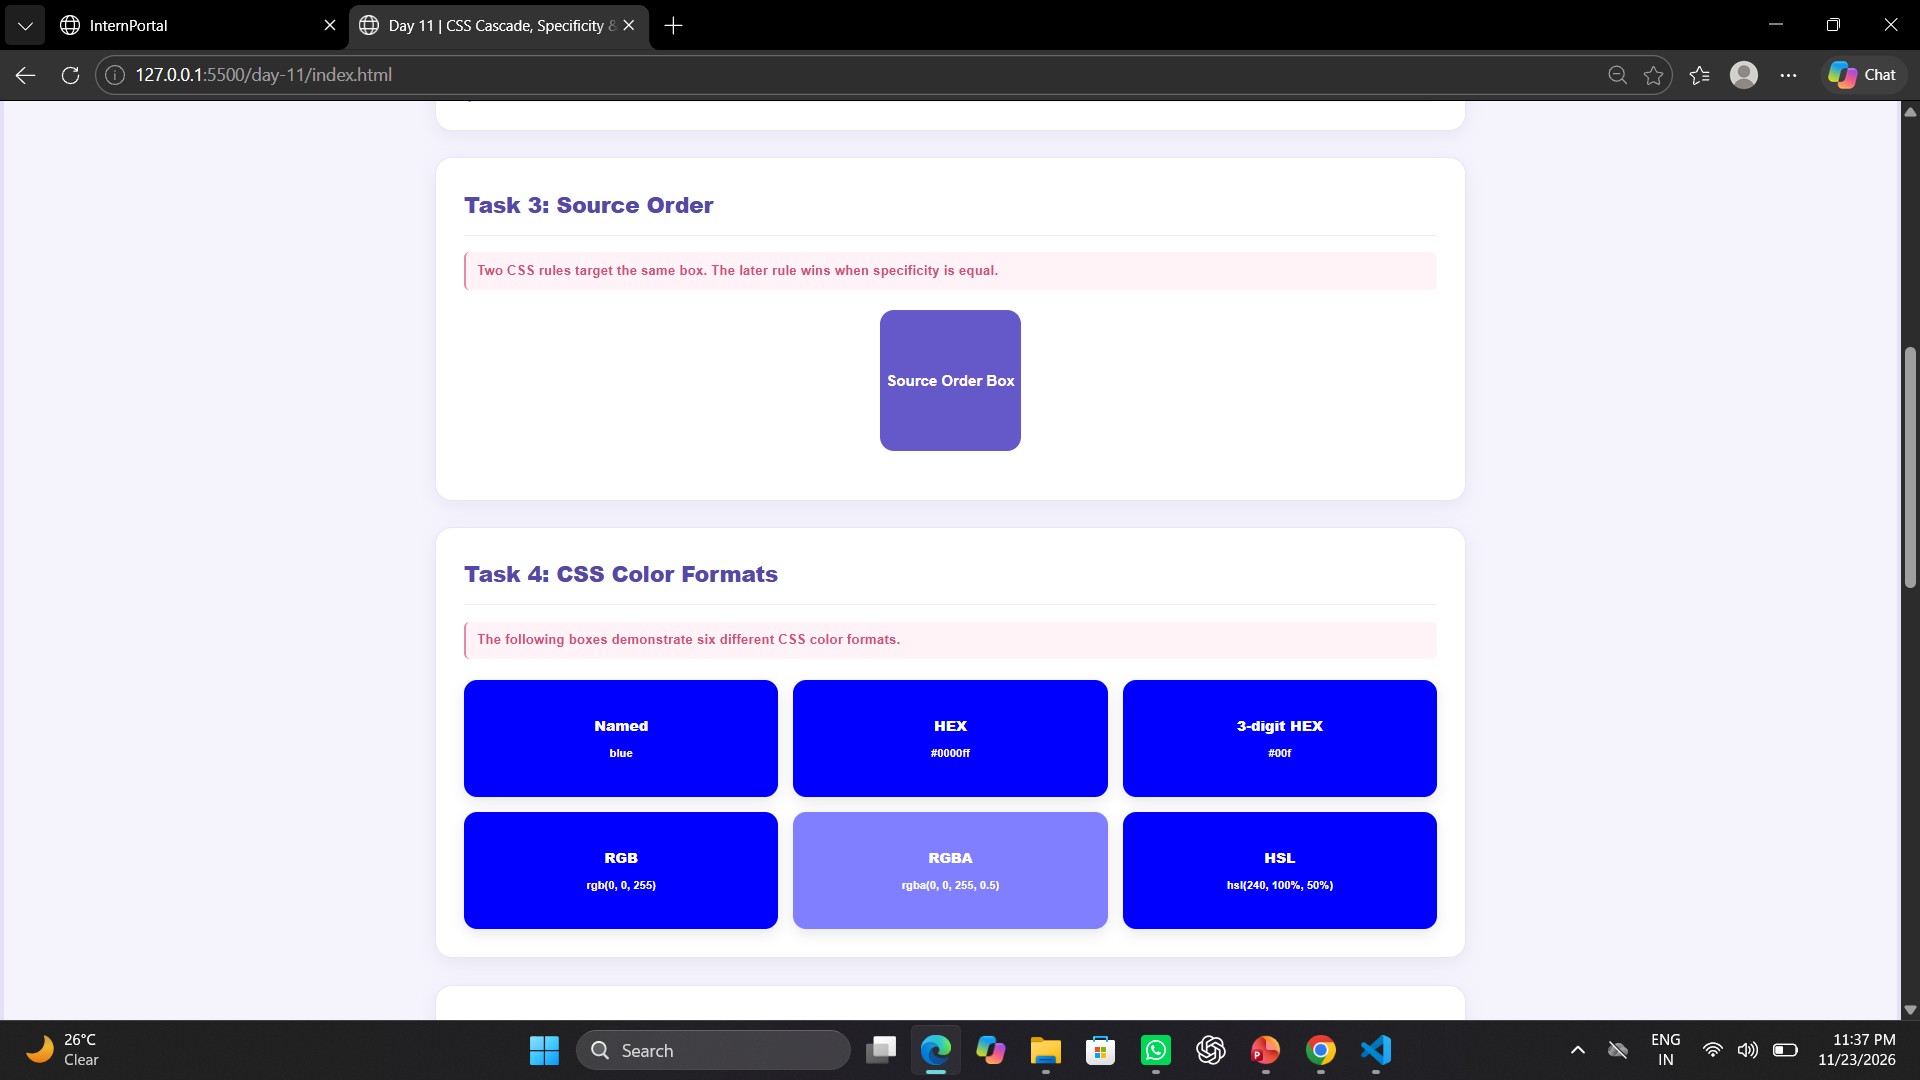 InternPortal
Day 11 | CSS Cascade, Specificity &
127.0.0.1:5500/day-11/index.html
Chat
Task 3: Source Order
Two CSS rules target the same box. The later rule wins when specificity is equal.
Source Order Box
Task 4: CSS Color Formats
The following boxes demonstrate six different CSS color formats.
Named
blue
HEX
#0000ff
3-digit HEX
#00f
RGB
rgb(0, 0, 255)
RGBA
rgba(0, 0, 255, 0.5)
HSL
hsl(240, 100%, 50%)
26°C
Clear
Search
ENG
IN
11:37 PM
11/23/2026